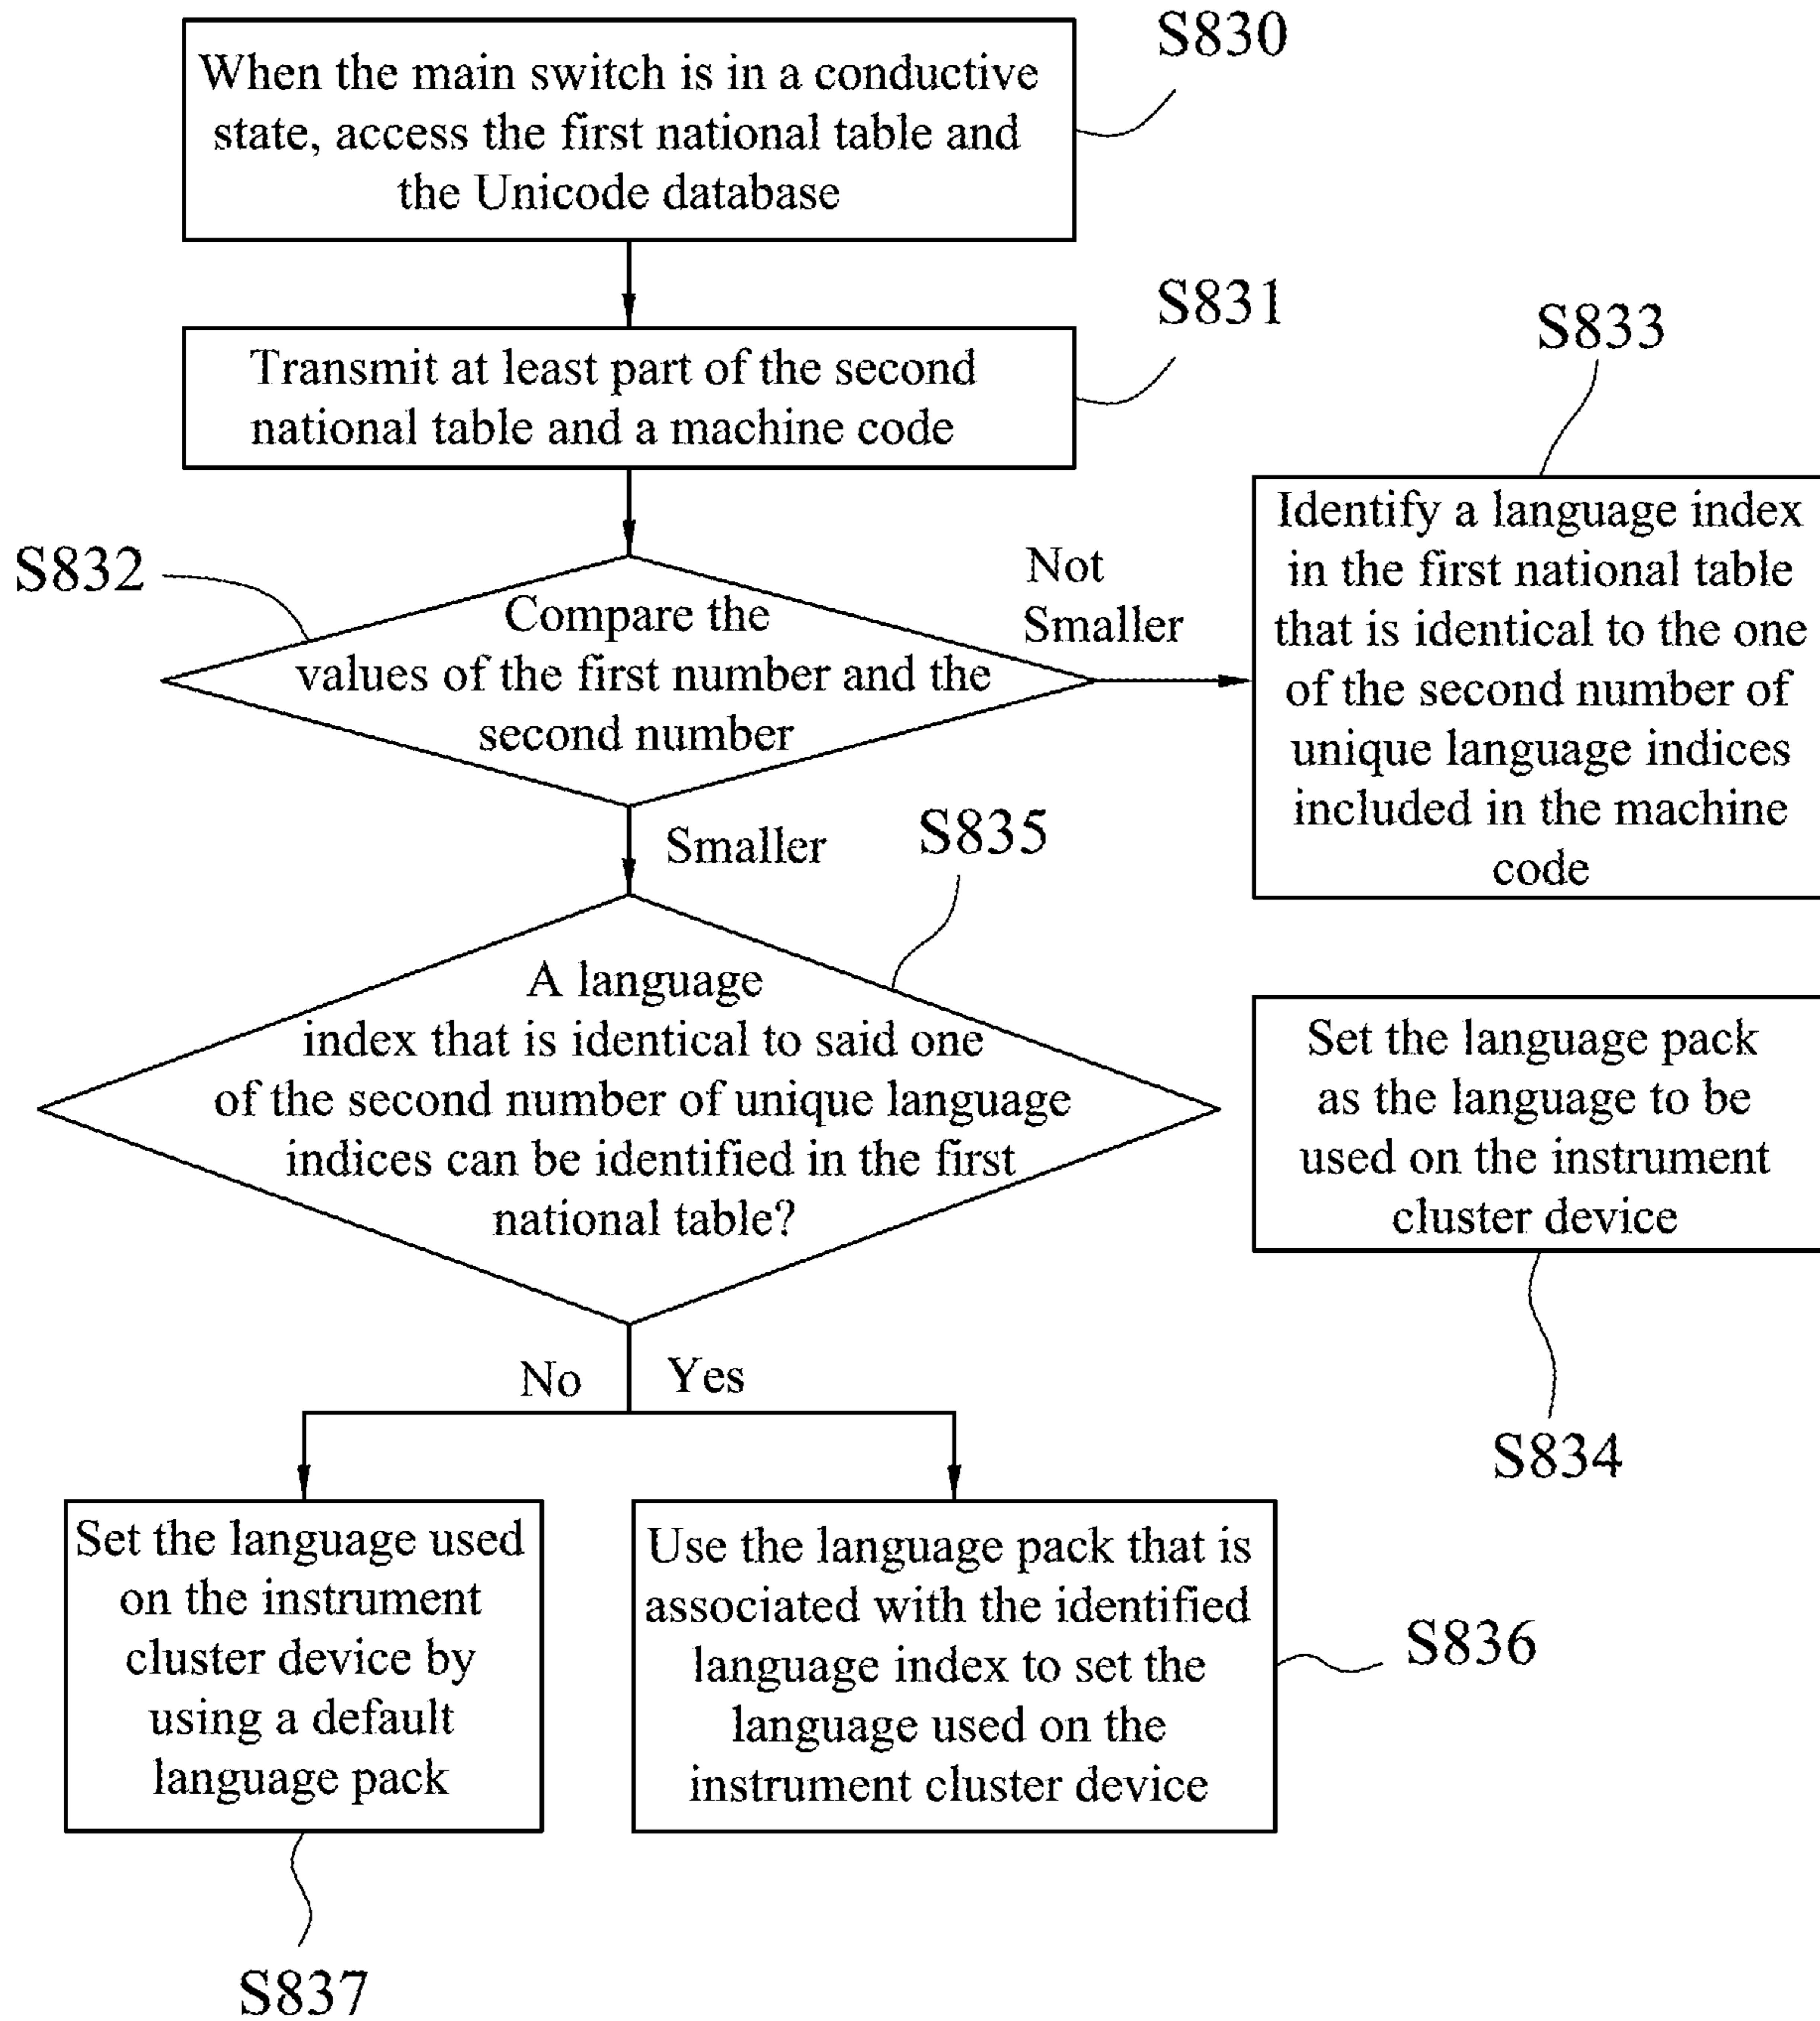 S830
When the main switch is in a conductive
state, access the first national table and
the Unicode database
S831
Transmit at least part of the second
national table and a machine code
S832
Compare the
values of the first number and the
second number
Not
Smaller
S833
Identify a language index
in the first national table
that is identical to the one
of the second number of
unique language indices
included in the machine
code
Smaller
S835
A language
index that is identical to said one
of the second number of unique language
indices can be identified in the first
national table?
Set the language pack
as the language to be
used on the instrument
cluster device
S834
No
Yes
Set the language used
on the instrument
cluster device by
using a default
language pack
S837
Use the language pack that is
associated with the identified
language index to set the
language used on the
instrument cluster device
S836